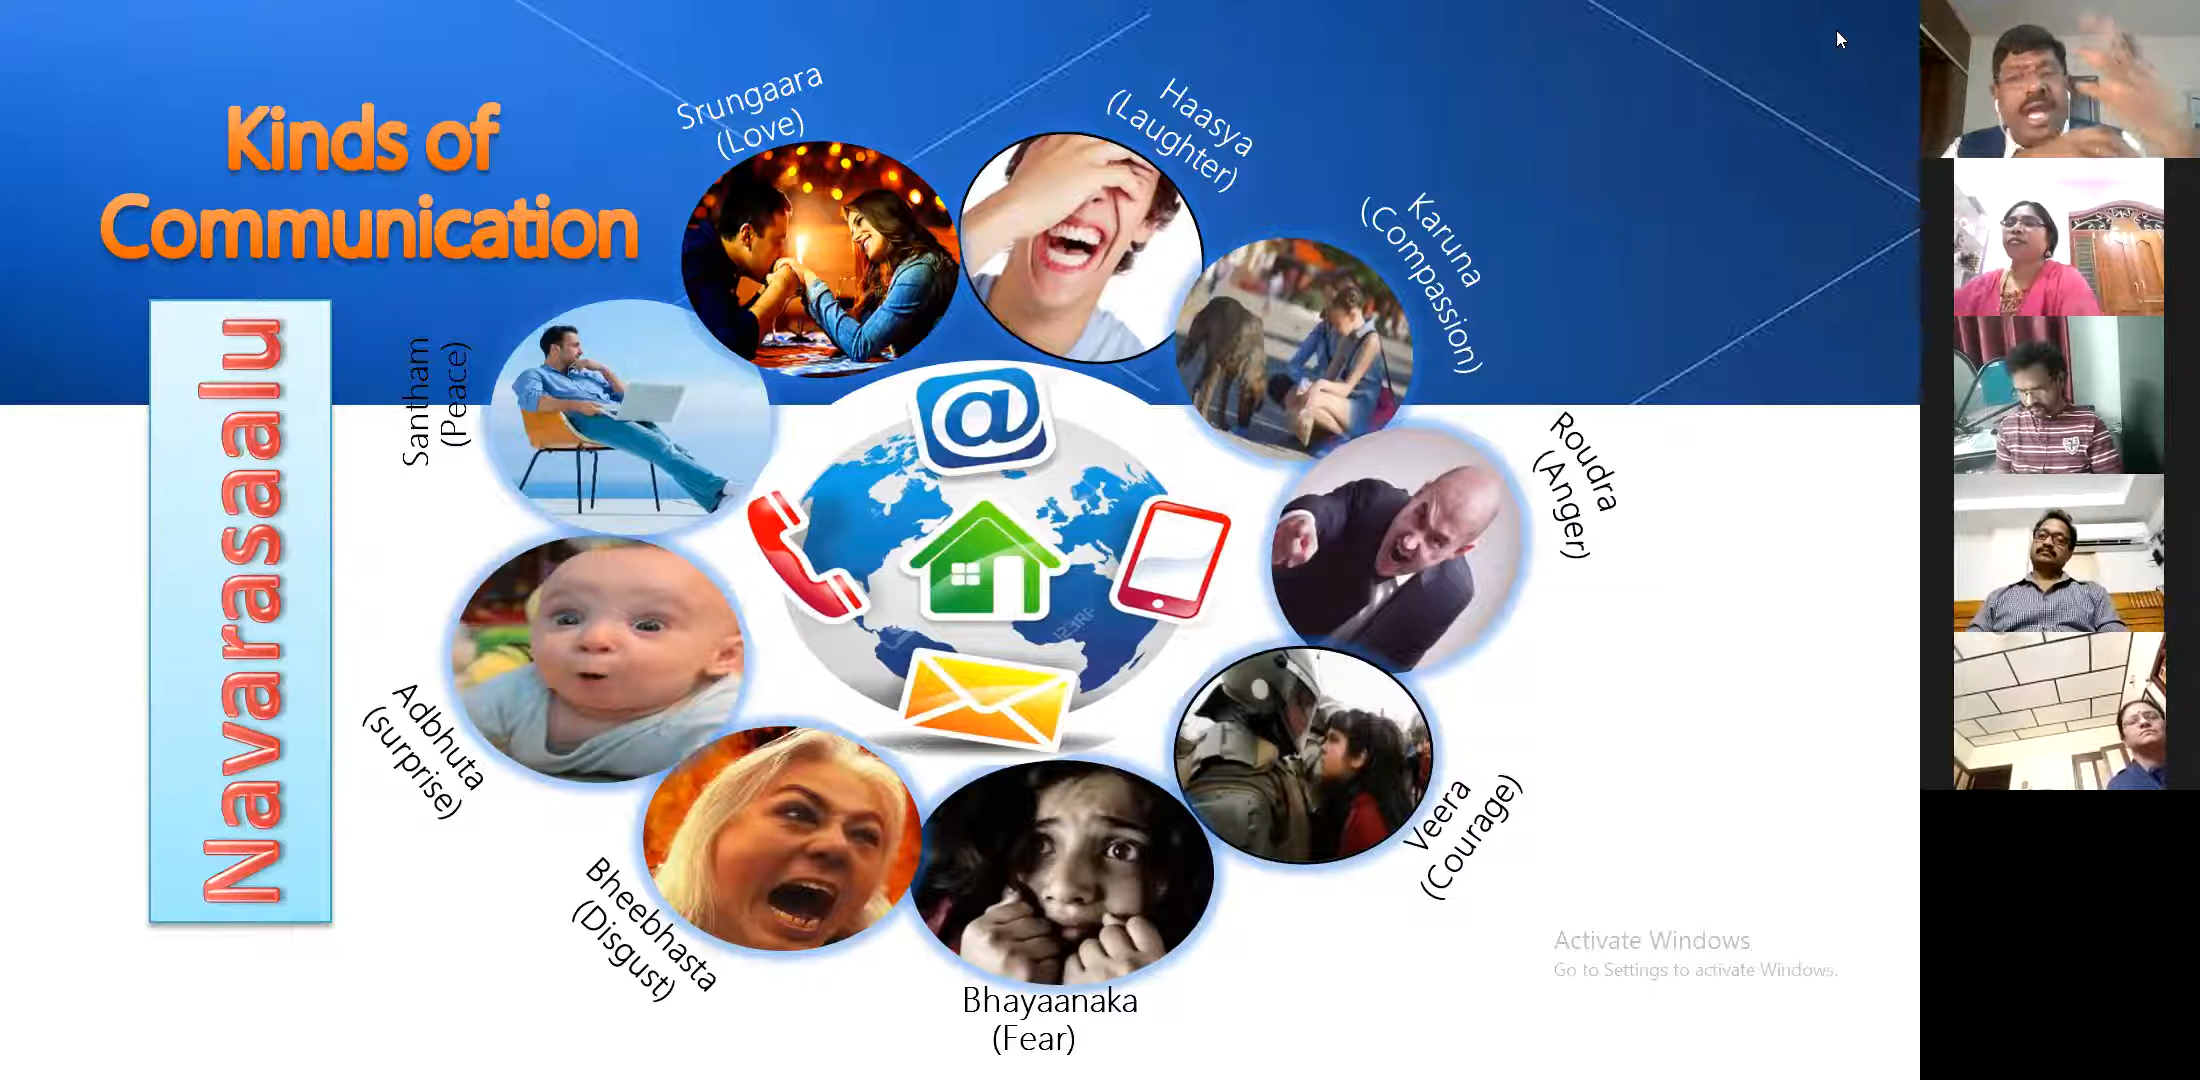 Kinds of
Communication
Navarasaalu
Srungaara
(Love)
Haasya
(Laughter)
Karuna
(Compassion)
Roudra
(Anger)
Veera
(Courage)
Bhayaanaka
(Fear)
Bheebhasta
(Disgust)
Adbhuta
(surprise)
Santham
(Peace)
@
123RF
Activate Windows
Go to Settings to activate Windows.